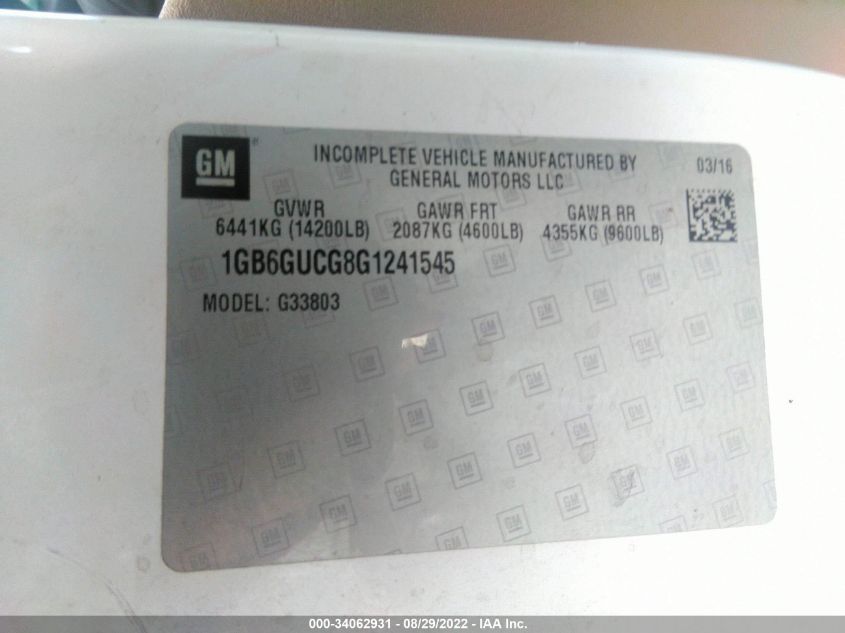 GM
INCOMPLETE VEHICLE MANUFACTURED BY
GENERAL MOTORS LLC
03/16
GVWR GAWR FRT GAWR RR
6441KG (14200LB) 2087KG (4600LB) 4355KG (9600LB)
1GB6GUCG8G1241545
MODEL: G33803
000-34062931 - 08/29/2022 - IAA Inc.